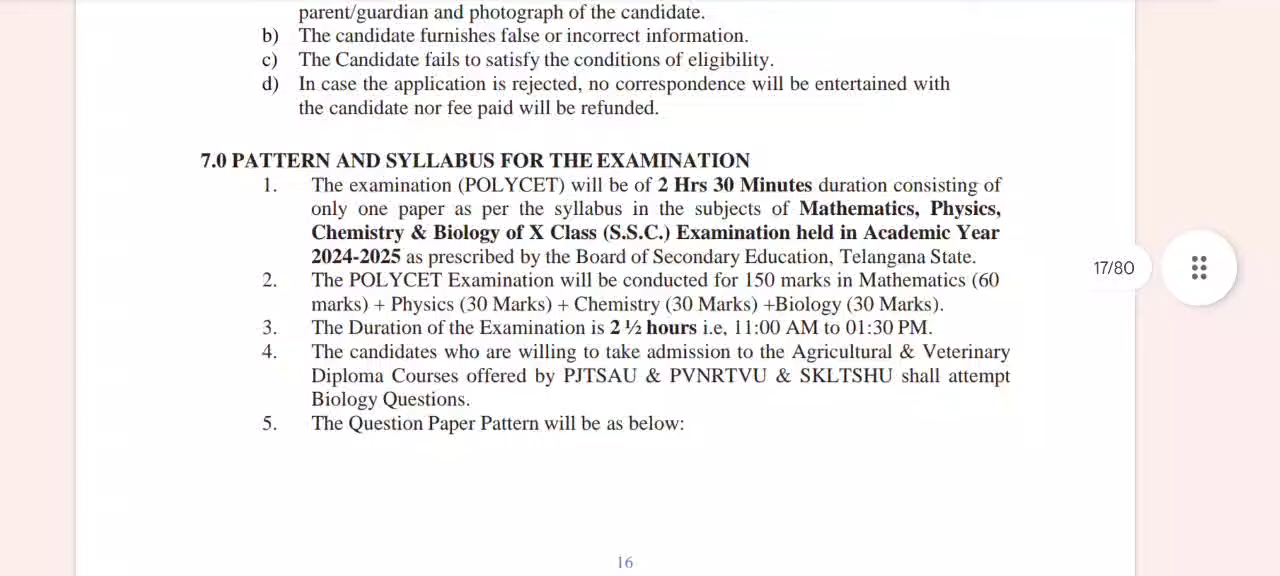 parent/guardian and photograph of the candidate.
b) The candidate furnishes false or incorrect information.
c) The Candidate fails to satisfy the conditions of eligibility.
d) In case the application is rejected, no correspondence will be entertained with
the candidate nor fee paid will be refunded.
7.0 PATTERN AND SYLLABUS FOR THE EXAMINATION
1. The examination (POLYCET) will be of 2 Hrs 30 Minutes duration consisting of
only one paper as per the syllabus in the subjects of Mathematics, Physics,
Chemistry & Biology of X Class (S.S.C.) Examination held in Academic Year
2024-2025 as prescribed by the Board of Secondary Education, Telangana State.
2. The POLYCET Examination will be conducted for 150 marks in Mathematics (60
marks) + Physics (30 Marks) + Chemistry (30 Marks) +Biology (30 Marks).
3. The Duration of the Examination is 2 ½ hours i.e, 11:00 AM to 01:30 PM.
4. The candidates who are willing to take admission to the Agricultural & Veterinary
Diploma Courses offered by PJTSAU & PVNRTVU & SKLTSHU shall attempt
Biology Questions.
5. The Question Paper Pattern will be as below:
17/80
16